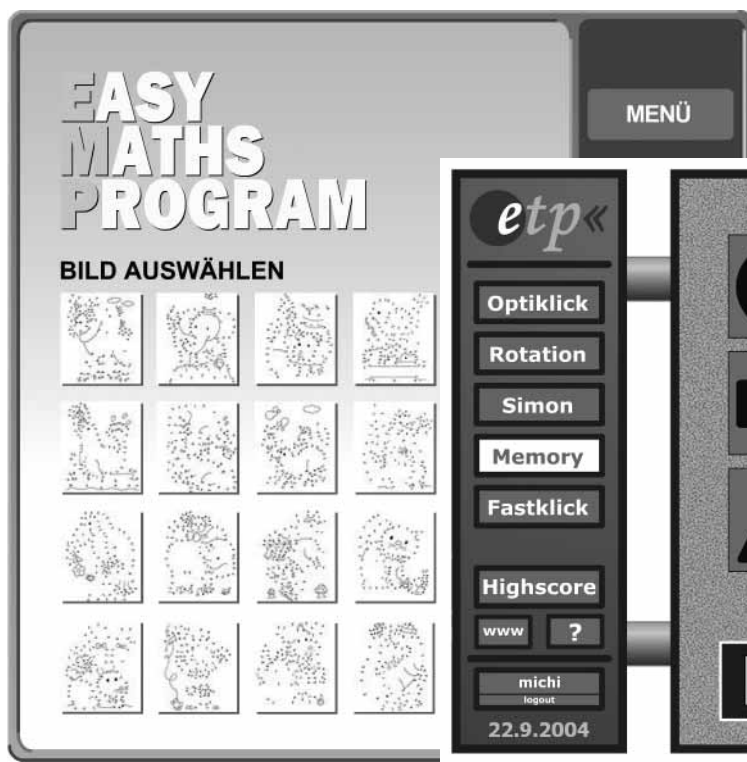 EASY
MATHS
PROGRAM
BILD AUSWÄHLEN
MENÜ
etp«
Optiklick
Rotation
Simon
Memory
Fastklick
Highscore
www
?
michi
logout
22.9.2004